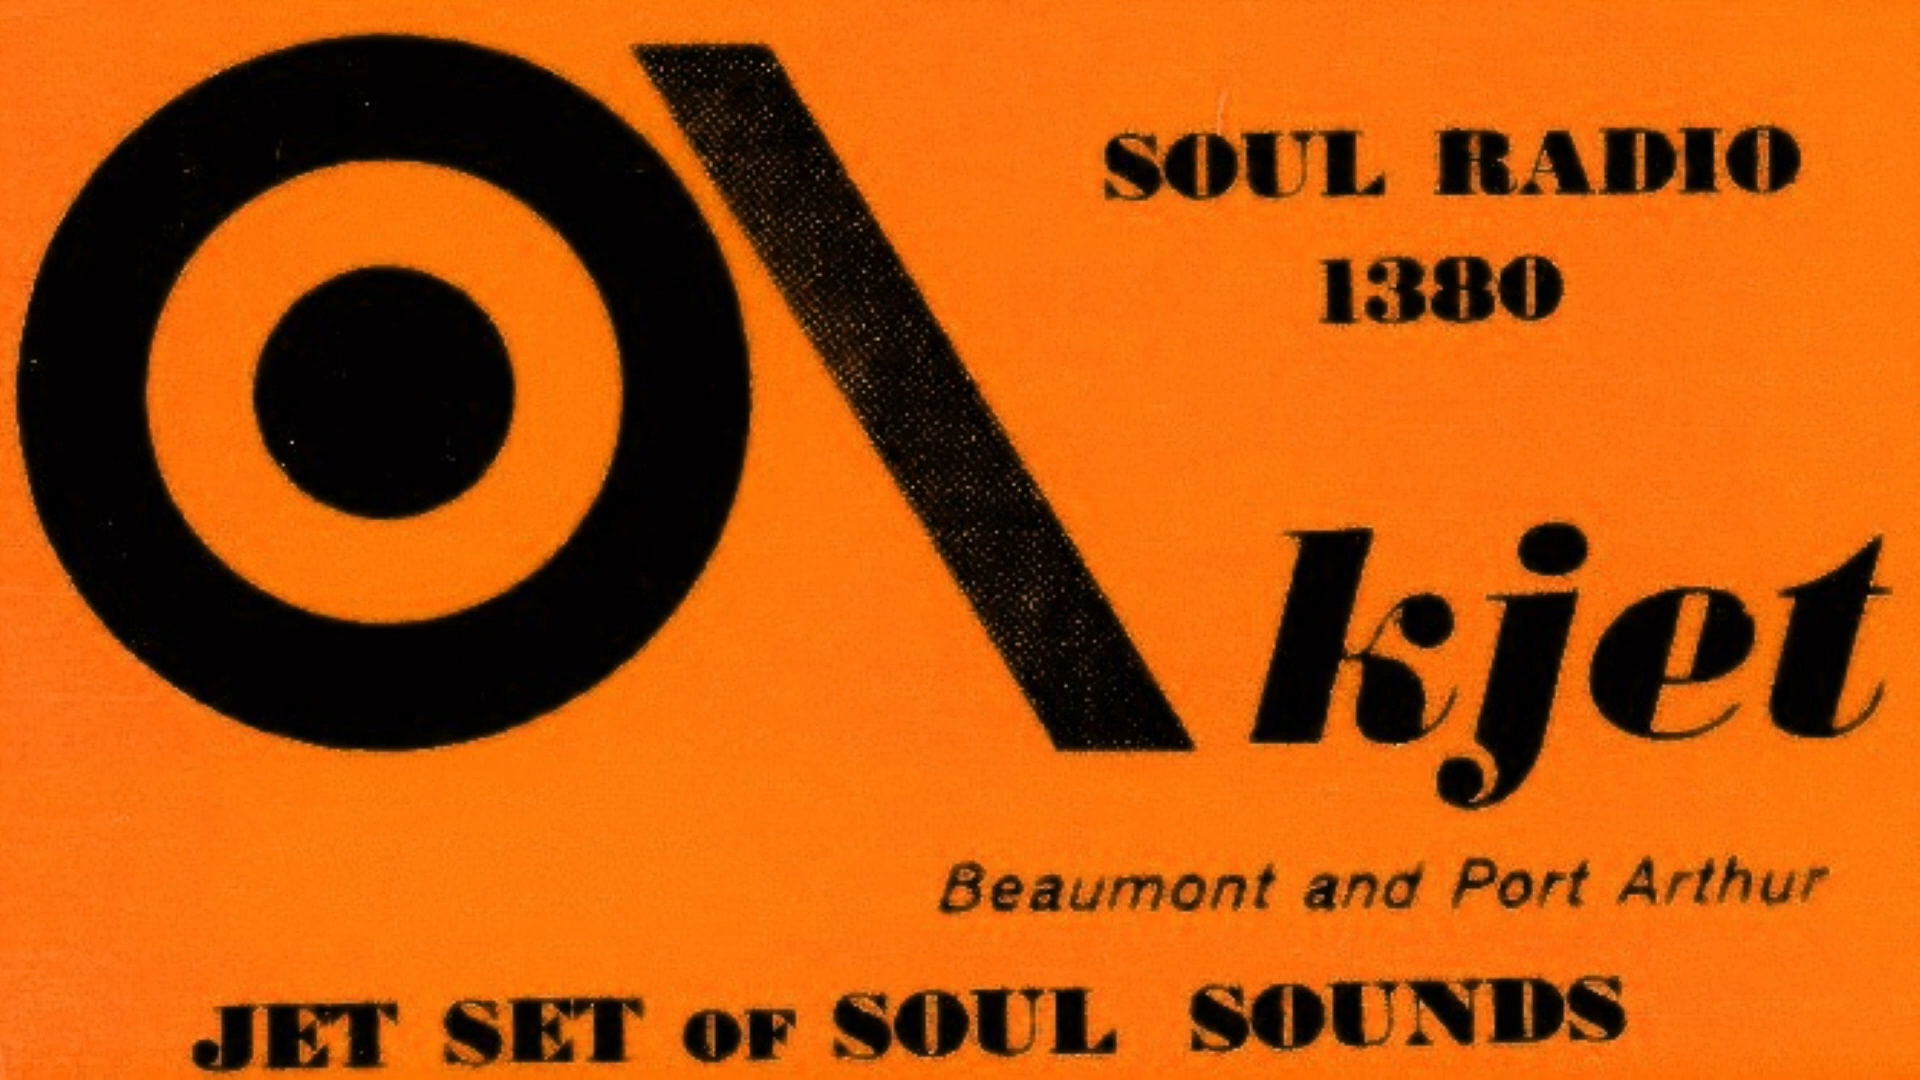 SOUL RADIO
1380
kjet
Beaumont and Port Arthur
JET SET OF SOUL SOUNDS